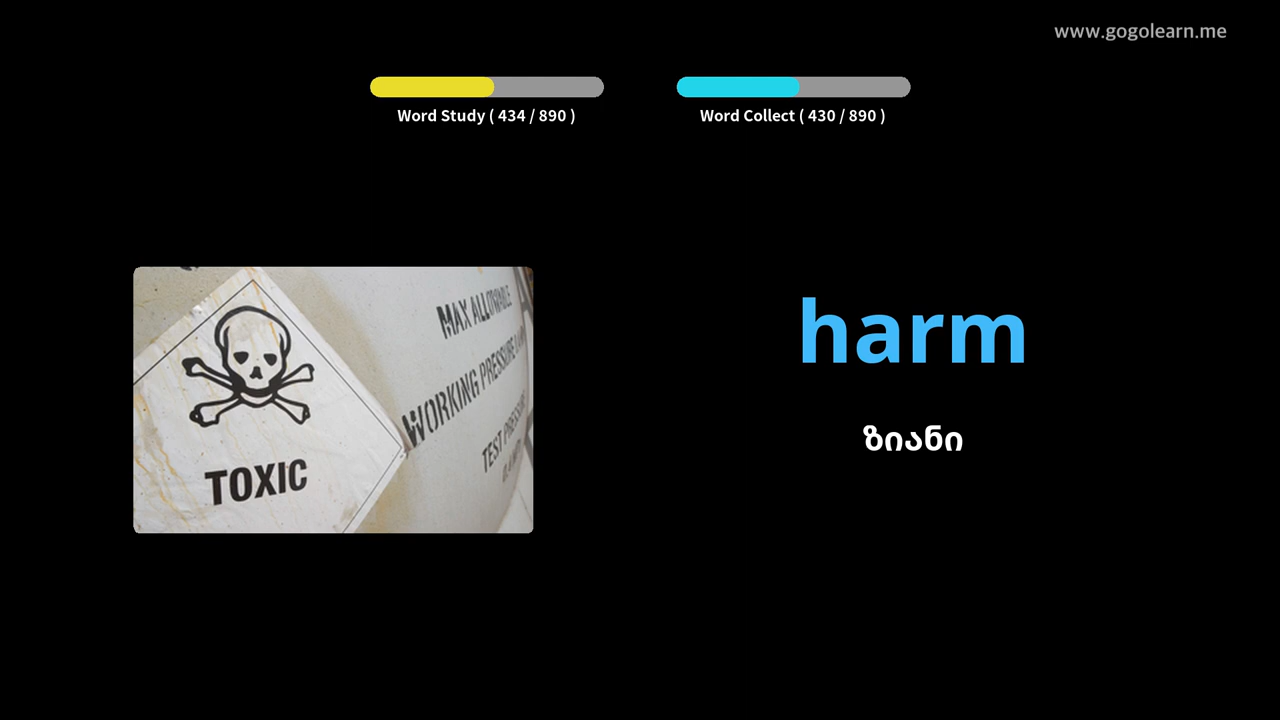 www.gogolearn.me
Word Study ( 434 / 890 )
Word Collect ( 430 / 890 )
MAX ALLOWABLE
WORKING PRESSURE
TEST PRESSURE
TOXIC
harm
ზიანი